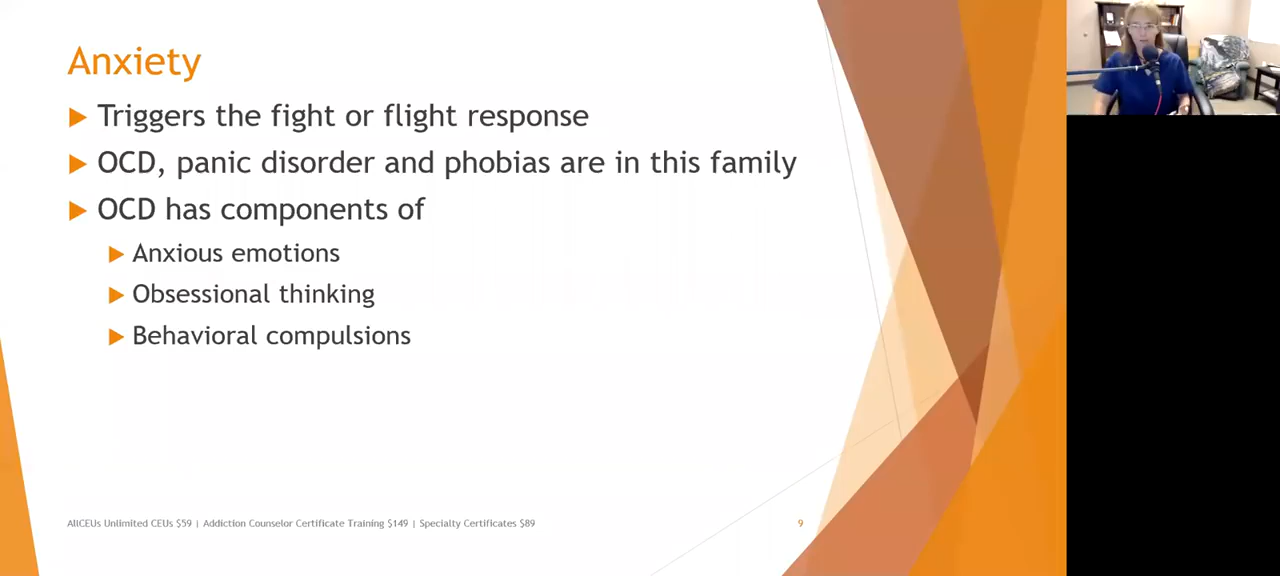 Anxiety
Triggers the fight or flight response
OCD, panic disorder and phobias are in this family
OCD has components of
Anxious emotions
Obsessional thinking
Behavioral compulsions
AllCEUs Unlimited CEUs $59 | Addiction Counselor Certificate Training $149 | Specialty Certificates $89
9